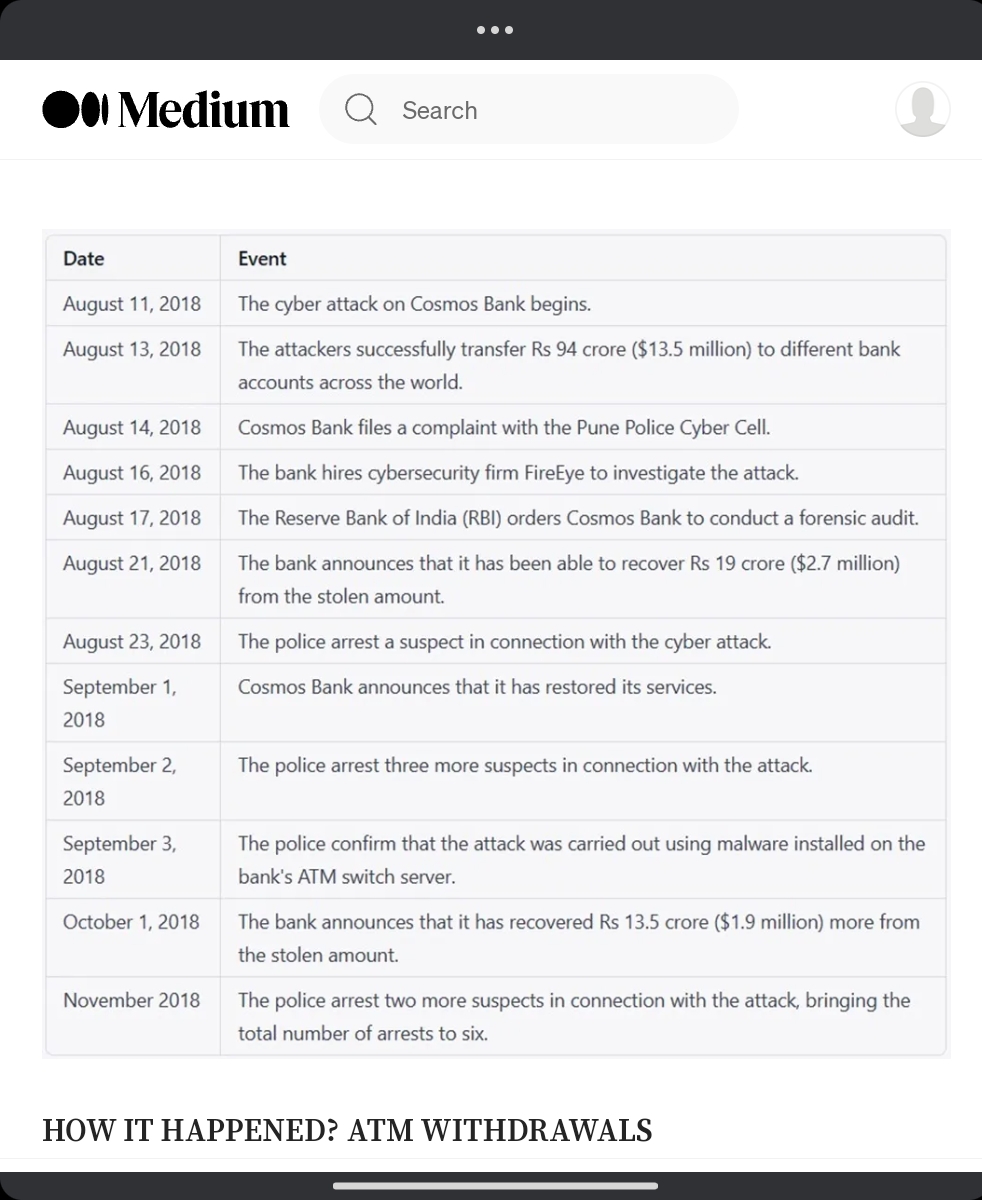 Medium
Search
Date Event
August 11, 2018 The cyber attack on Cosmos Bank begins.
August 13, 2018 The attackers successfully transfer Rs 94 crore ($13.5 million) to different bank
accounts across the world.
August 14, 2018 Cosmos Bank files a complaint with the Pune Police Cyber Cell.
August 16, 2018 The bank hires cybersecurity firm FireEye to investigate the attack.
August 17, 2018 The Reserve Bank of India (RBI) orders Cosmos Bank to conduct a forensic audit.
August 21, 2018 The bank announces that it has been able to recover Rs 19 crore ($2.7 million)
from the stolen amount.
August 23, 2018 The police arrest a suspect in connection with the cyber attack.
September 1, Cosmos Bank announces that it has restored its services.
2018
September 2, The police arrest three more suspects in connection with the attack.
2018
September 3, The police confirm that the attack was carried out using malware installed on the
2018 bank's ATM switch server.
October 1, 2018 The bank announces that it has recovered Rs 13.5 crore ($1.9 million) more from
the stolen amount.
November 2018 The police arrest two more suspects in connection with the attack, bringing the
total number of arrests to six.
HOW IT HAPPENED? ATM WITHDRAWALS